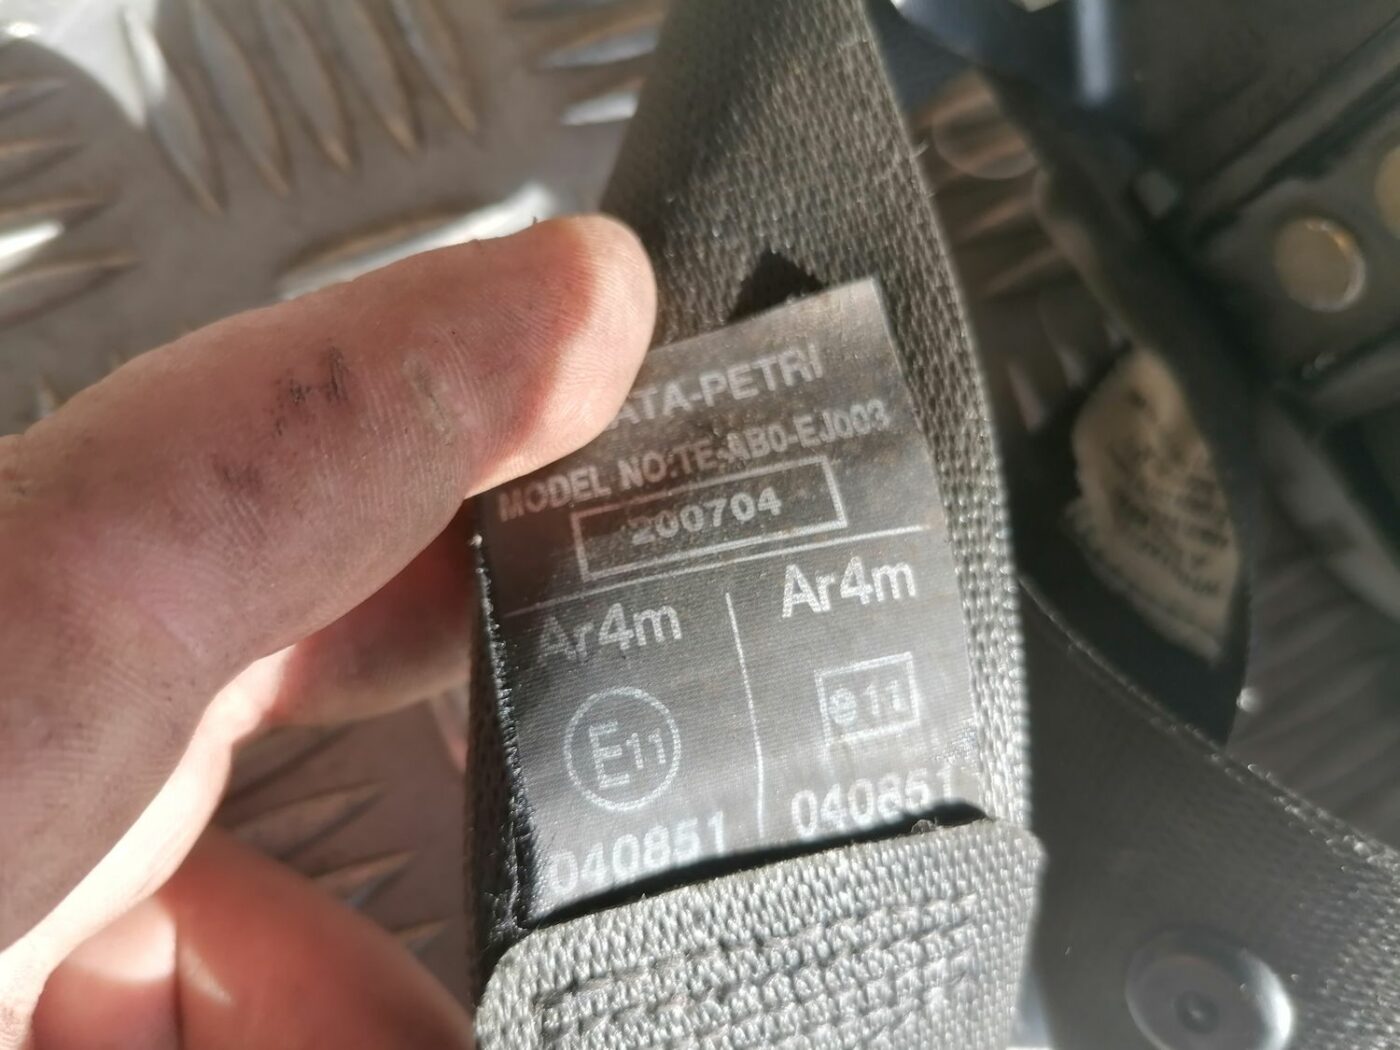 ATA-PETRI
MODEL NO:TE-AB0-EJ003
200704
Ar4m
Ar4m
E11
e11
040851
040851